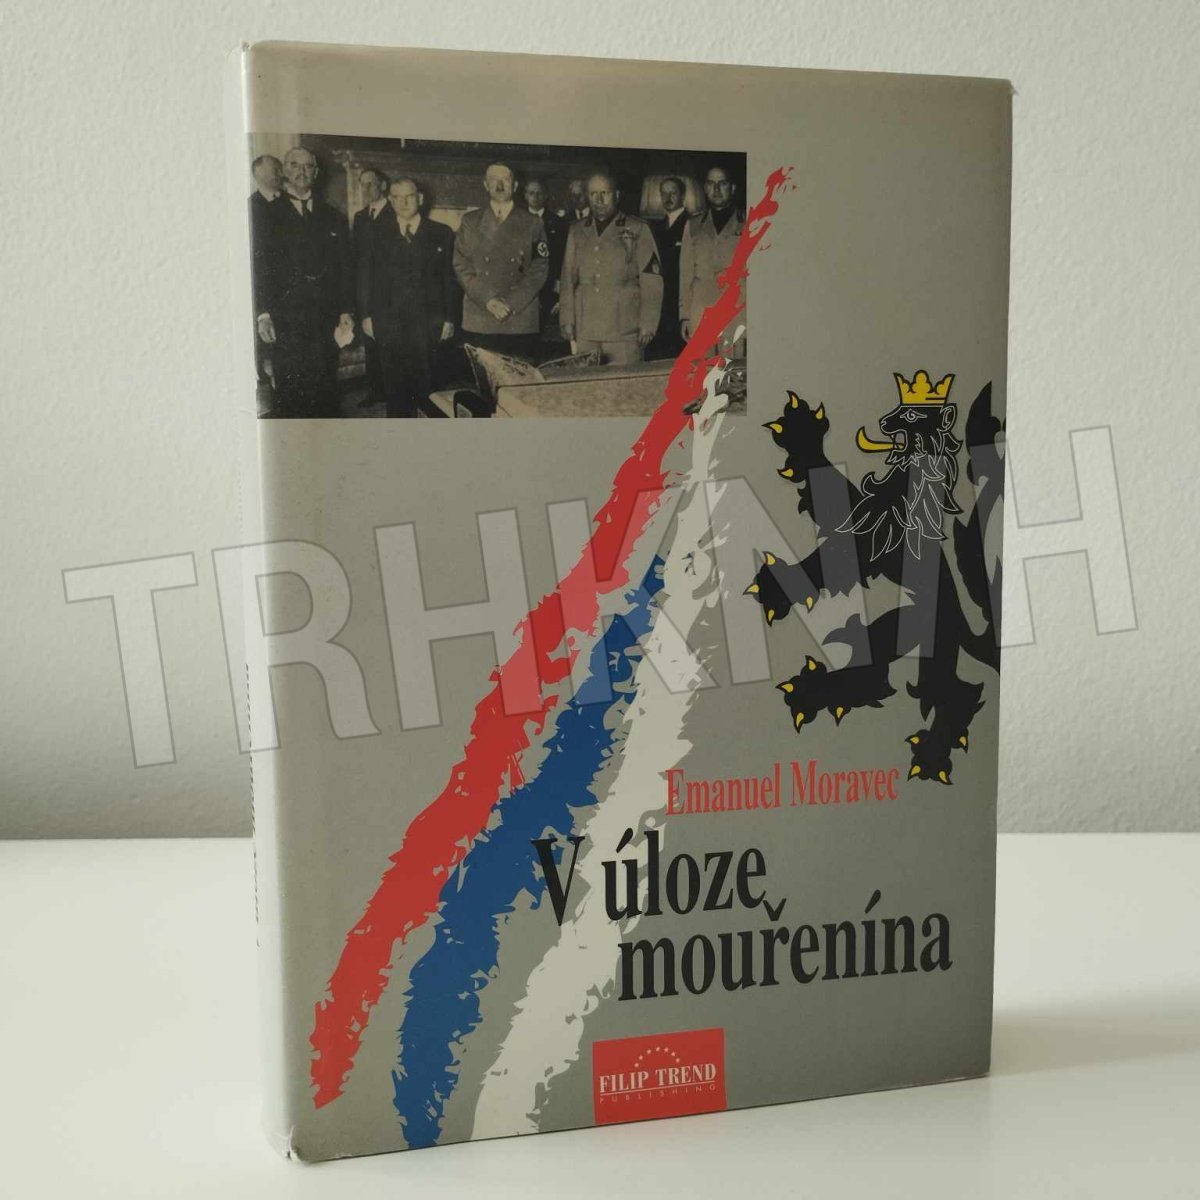 Emanuel Moravec
V úloze
mouřenína
FILIP TREND
PUBLISHING
TRHKNIH